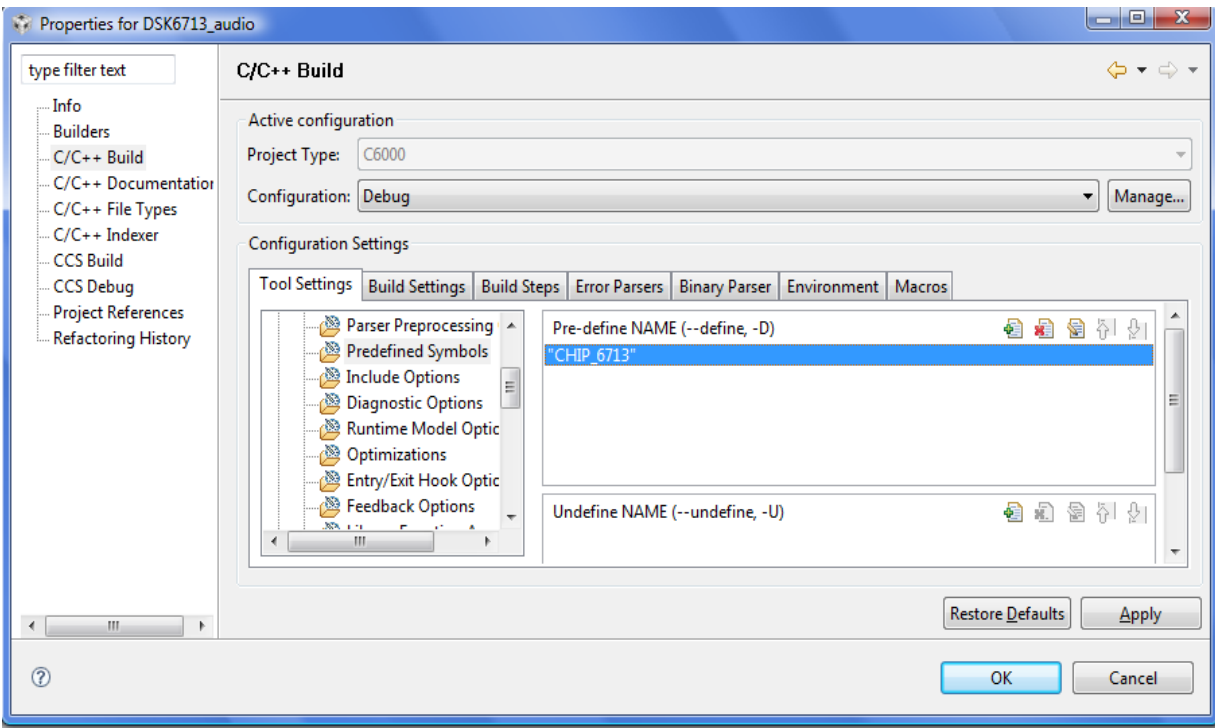 Properties for DSK6713_audio
type filter text
Info
Builders
C/C++ Build
C/C++ Documentation
C/C++ File Types
C/C++ Indexer
CCS Build
CCS Debug
Project References
Refactoring History
C/C++ Build
Active configuration
Project Type: C6000
Configuration: Debug Manage...
Configuration Settings
Tool Settings Build Settings Build Steps Error Parsers Binary Parser Environment Macros
Parser Preprocessing
Predefined Symbols
Include Options
Diagnostic Options
Runtime Model Optic
Optimizations
Entry/Exit Hook Optic
Feedback Options
Pre-define NAME (--define, -D)
"CHIP_6713"
Undefine NAME (--undefine, -U)
Restore Defaults Apply
OK Cancel